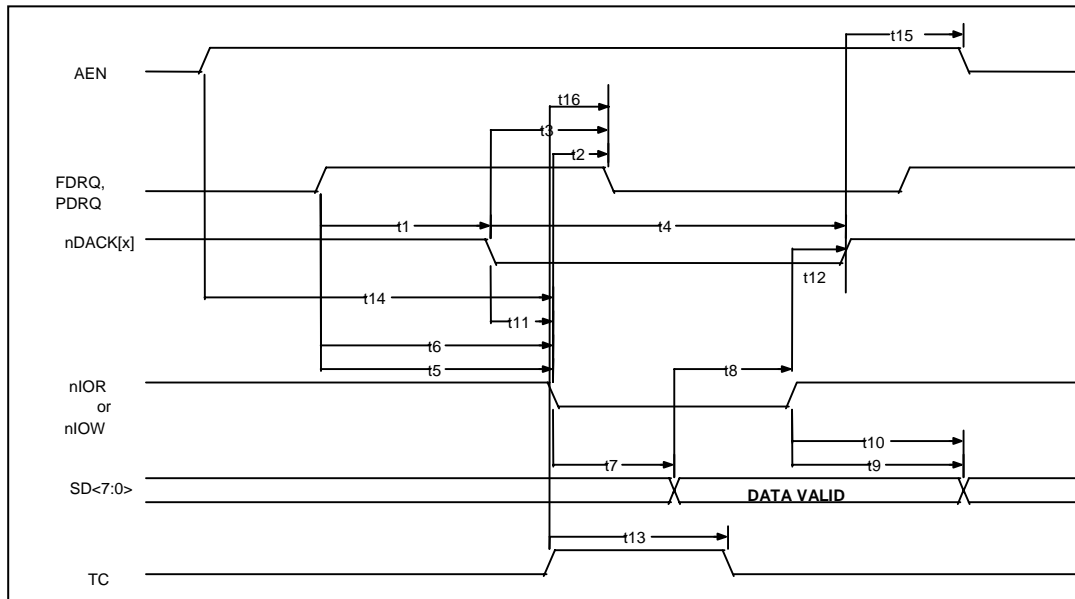 t15
AEN
t16
t3
t2
FDRQ,
PDRQ
t1
t4
nDACK[x]
t12
t14
t11
t6
t5
t8
nIOR
or
nIOW
t10
t7
t9
SD<7:0>
DATA VALID
t13
TC